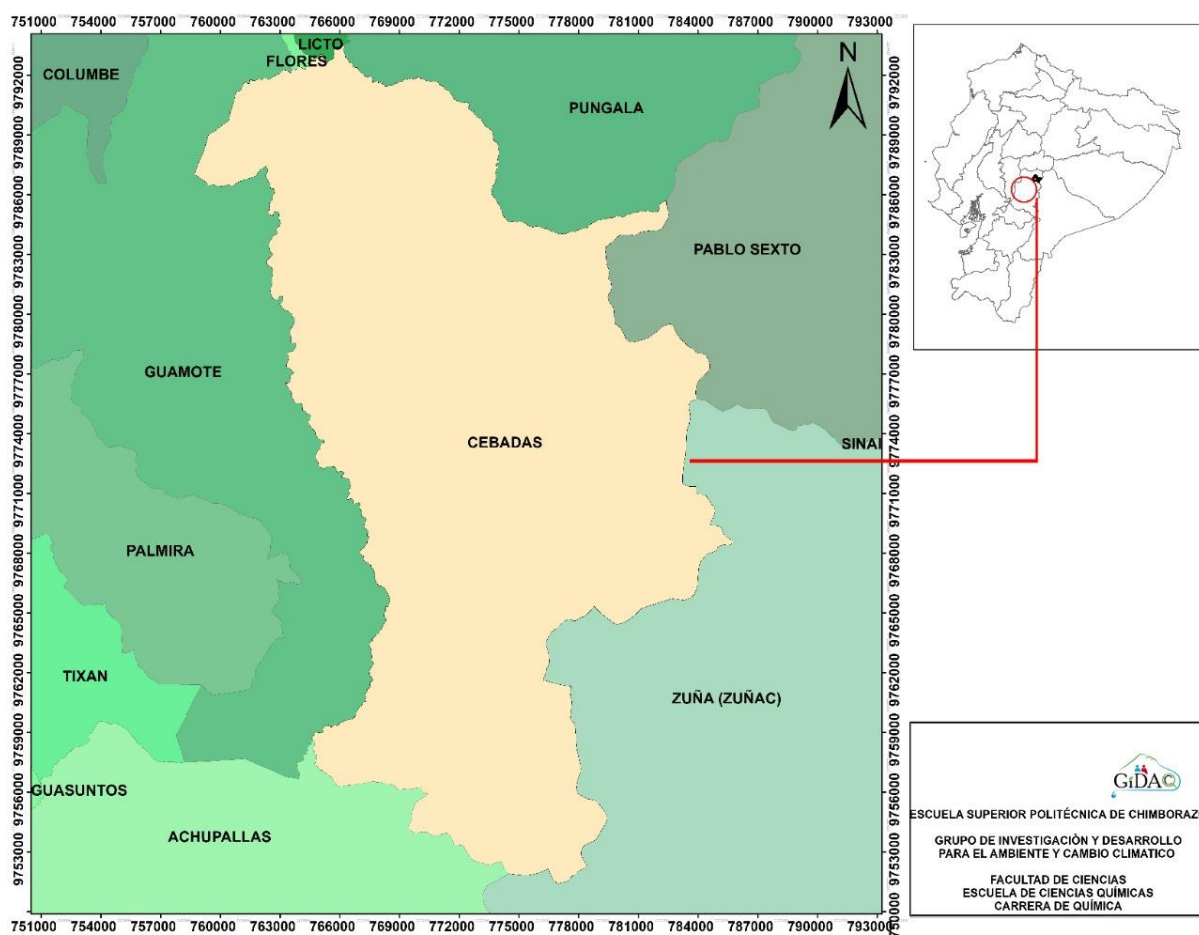 751000 754000 757000 760000 763000 766000 769000 772000 775000 778000 781000 784000 787000 790000 793000
9792000
9789000
9786000
9783000
9780000
9777000
9774000
9771000
9768000
9765000
9762000
9759000
9756000
9753000
LICTO
FLORES
COLUMBE
PUNGALA
N
PABLO SEXTO
GUAMOTE
CEBADAS
SINAI
PALMIRA
TIXAN
ZUÑA (ZUÑAC)
GUASUNTOS
ACHUPALLAS
9792000
9789000
9786000
9783000
9780000
9777000
9774000
9771000
9768000
9765000
9762000
9759000
9756000
9753000
750000
751000 754000 757000 760000 763000 766000 769000 772000 775000 778000 781000 784000 787000 790000 793000
GIDAC
ESCUELA SUPERIOR POLITÉCNICA DE CHIMBORAZ
GRUPO DE INVESTIGACIÒN Y DESARROLLO
PARA EL AMBIENTE Y CAMBIO CLIMATICO
FACULTAD DE CIENCIAS
ESCUELA DE CIENCIAS QUÍMICAS
CARRERA DE QUÍMICA